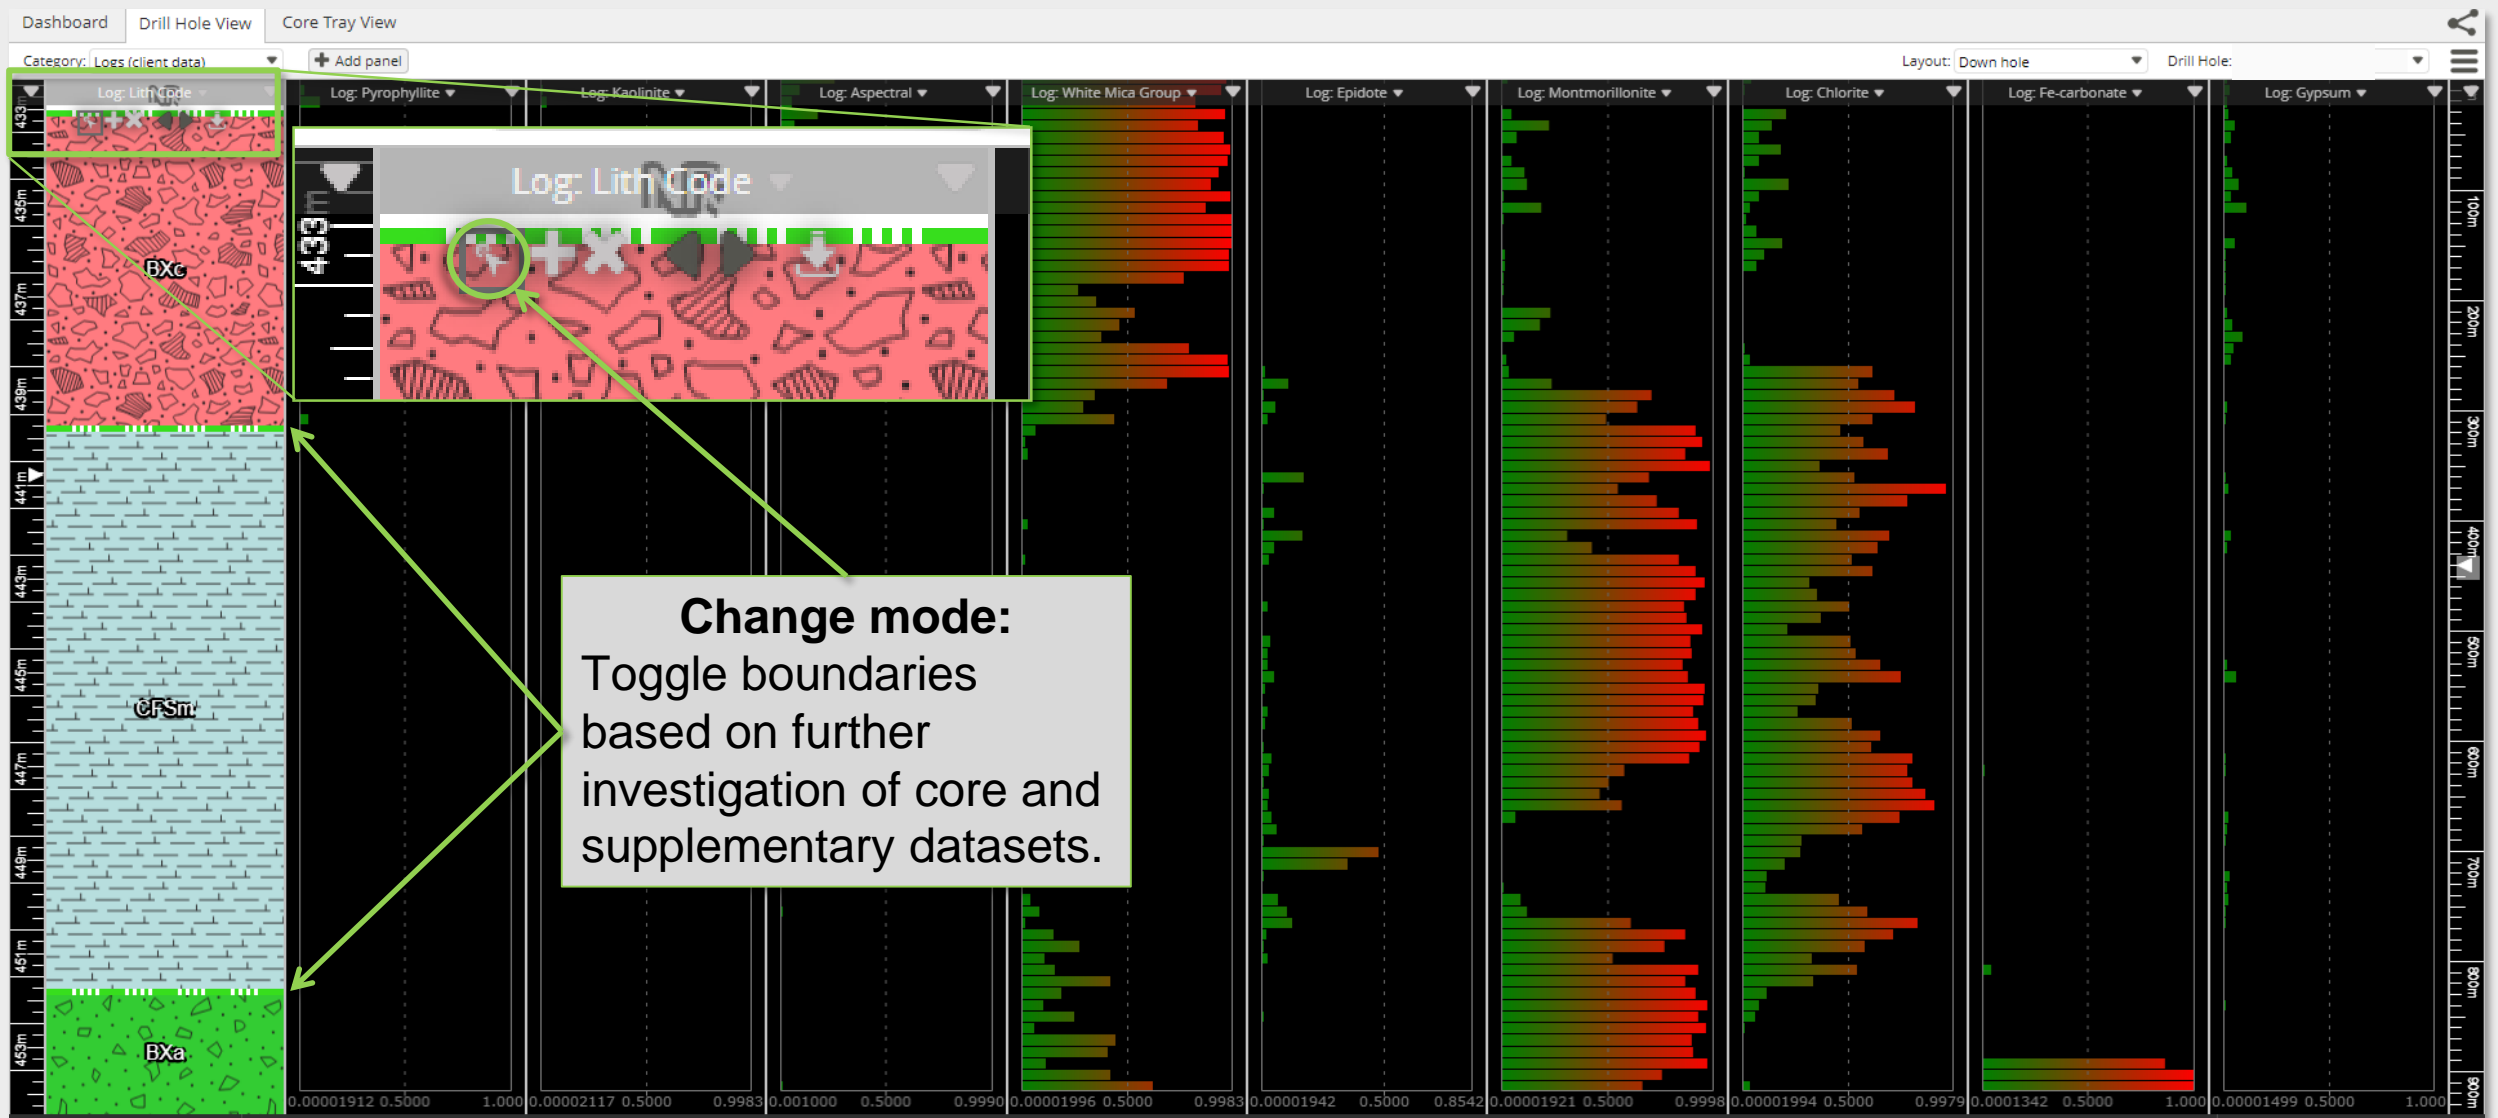 Dashboard
Drill Hole View
Core Tray View
Category: Logs (client data)
Add panel
Layout: Down hole
Drill Hole:
Log: Lith Code
Log: Pyrophyllite
Log: Kaolinite
Log: Aspectral
Log: White Mica Group
Log: Epidote
Log: Montmorillonite
Log: Chlorite
Log: Fe-carbonate
Log: Gypsum
433m
435m
437m
439m
441m
443m
445m
447m
449m
451m
453m
BXc
CFSm
BXa
Log: Lith Code
433
Change mode:
Toggle boundaries
based on further
investigation of core and
supplementary datasets.
100m
200m
300m
400m
500m
600m
700m
800m
900m
0.00001912 0.5000 1.000
0.00002117 0.5000 0.9983
0.001000 0.5000 0.9990
0.00001996 0.5000 0.9983
0.00001942 0.5000 0.8542
0.00001921 0.5000 0.9998
0.00001994 0.5000 0.9979
0.0001342 0.5000 1.000
0.00001499 0.5000 1.000